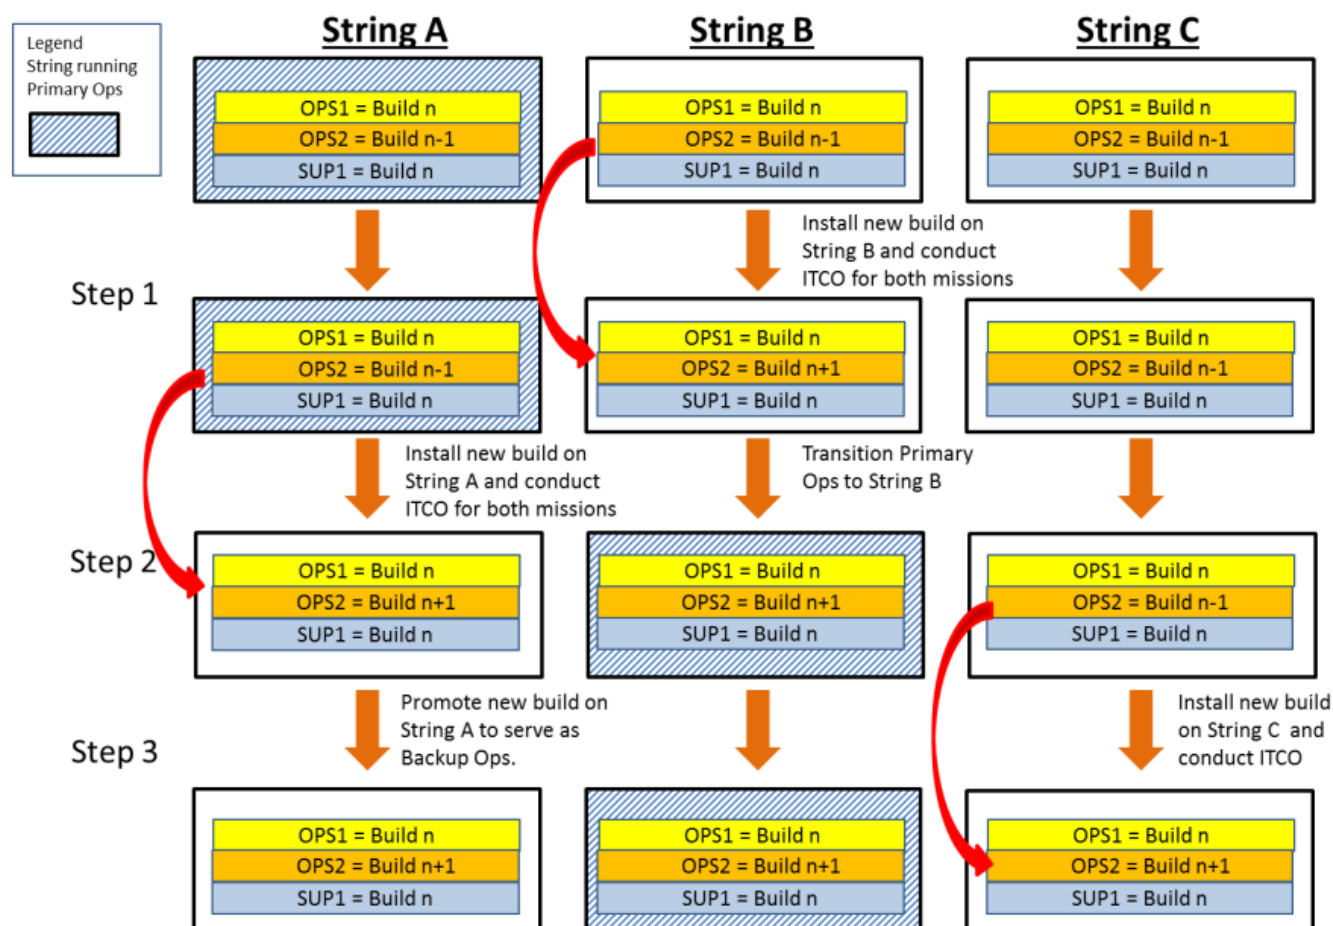 String A
String B
String C
Legend
String running
Primary Ops
OPS1 = Build n
OPS2 = Build n-1
SUP1 = Build n
OPS1 = Build n
OPS2 = Build n-1
SUP1 = Build n
OPS1 = Build n
OPS2 = Build n-1
SUP1 = Build n
Install new build on
String B and conduct
ITCO for both missions
Step 1
OPS1 = Build n
OPS2 = Build n-1
SUP1 = Build n
OPS1 = Build n
OPS2 = Build n+1
SUP1 = Build n
OPS1 = Build n
OPS2 = Build n-1
SUP1 = Build n
Install new build on
String A and conduct
ITCO for both missions
Transition Primary
Ops to String B
Step 2
OPS1 = Build n
OPS2 = Build n+1
SUP1 = Build n
OPS1 = Build n
OPS2 = Build n+1
SUP1 = Build n
OPS1 = Build n
OPS2 = Build n-1
SUP1 = Build n
Promote new build on
String A to serve as
Backup Ops.
Install new build
on String C and
conduct ITCO
Step 3
OPS1 = Build n
OPS2 = Build n+1
SUP1 = Build n
OPS1 = Build n
OPS2 = Build n+1
SUP1 = Build n
OPS1 = Build n
OPS2 = Build n+1
SUP1 = Build n